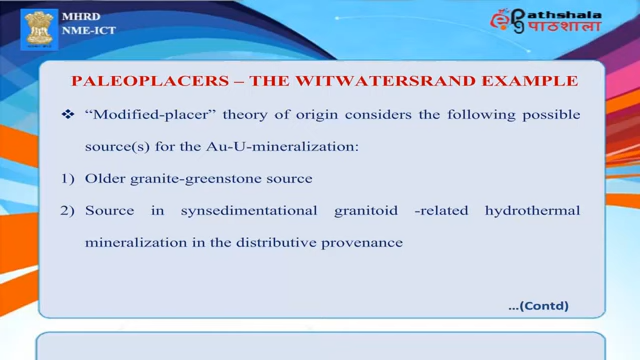 MHRD
NME-ICT
epathshala
पाठशाला
PALEOPLACERS – THE WITWATERSRAND EXAMPLE
❖ “Modified-placer” theory of origin considers the following possible
source(s) for the Au-U-mineralization:
1) Older granite-greenstone source
2) Source in synsedimentational granitoid -related hydrothermal
mineralization in the distributive provenance
...(Contd)